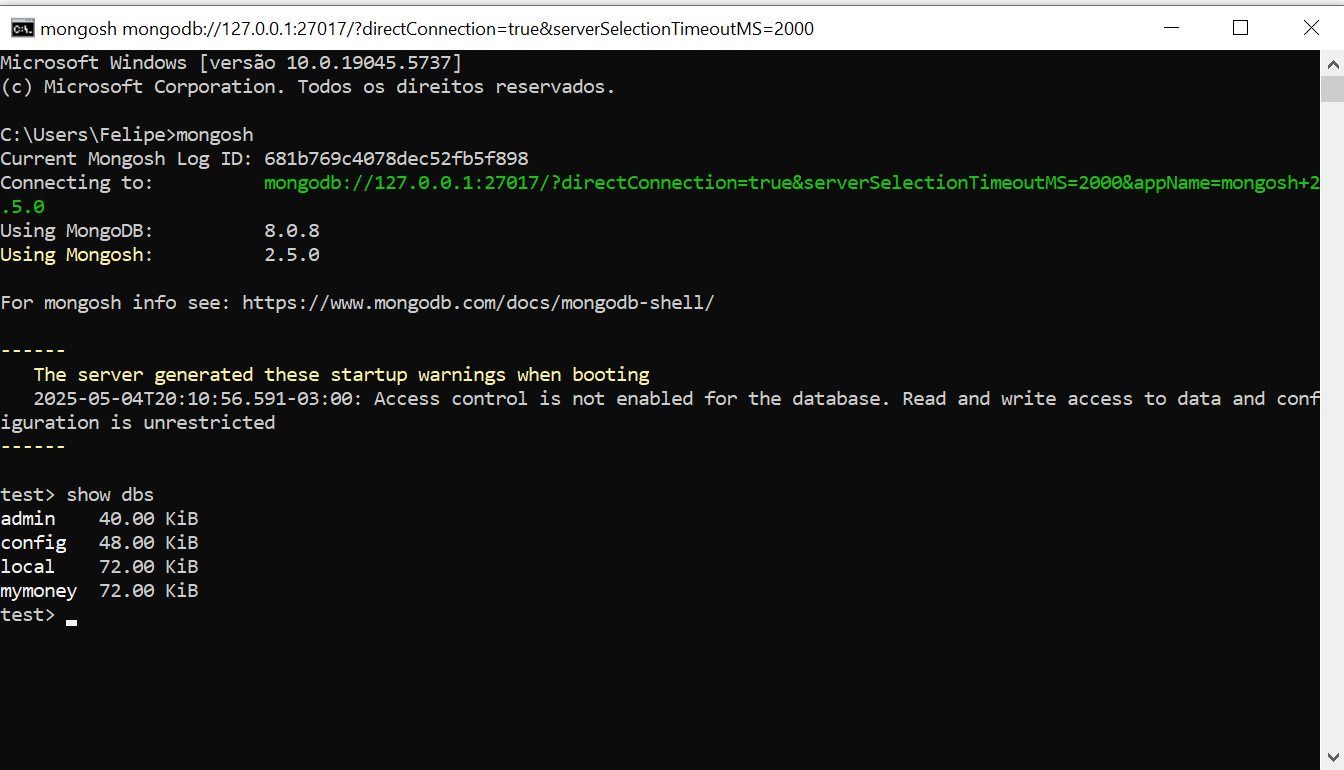 mongosh mongodb://127.0.0.1:27017/?directConnection=true&serverSelectionTimeoutMS=2000
Microsoft Windows [versão 10.0.19045.5737]
(c) Microsoft Corporation. Todos os direitos reservados.
C:\Users\Felipe>mongosh
Current Mongosh Log ID: 681b769c4078dec52fb5f898
Connecting to:          mongodb://127.0.0.1:27017/?directConnection=true&serverSelectionTimeoutMS=2000&appName=mongosh+2
.5.0
Using MongoDB:          8.0.8
Using Mongosh:          2.5.0
For mongosh info see: https://www.mongodb.com/docs/mongodb-shell/
------
   The server generated these startup warnings when booting
   2025-05-04T20:10:56.591-03:00: Access control is not enabled for the database. Read and write access to data and conf
iguration is unrestricted
------
test> show dbs
admin    40.00 KiB
config   48.00 KiB
local    72.00 KiB
mymoney  72.00 KiB
test>